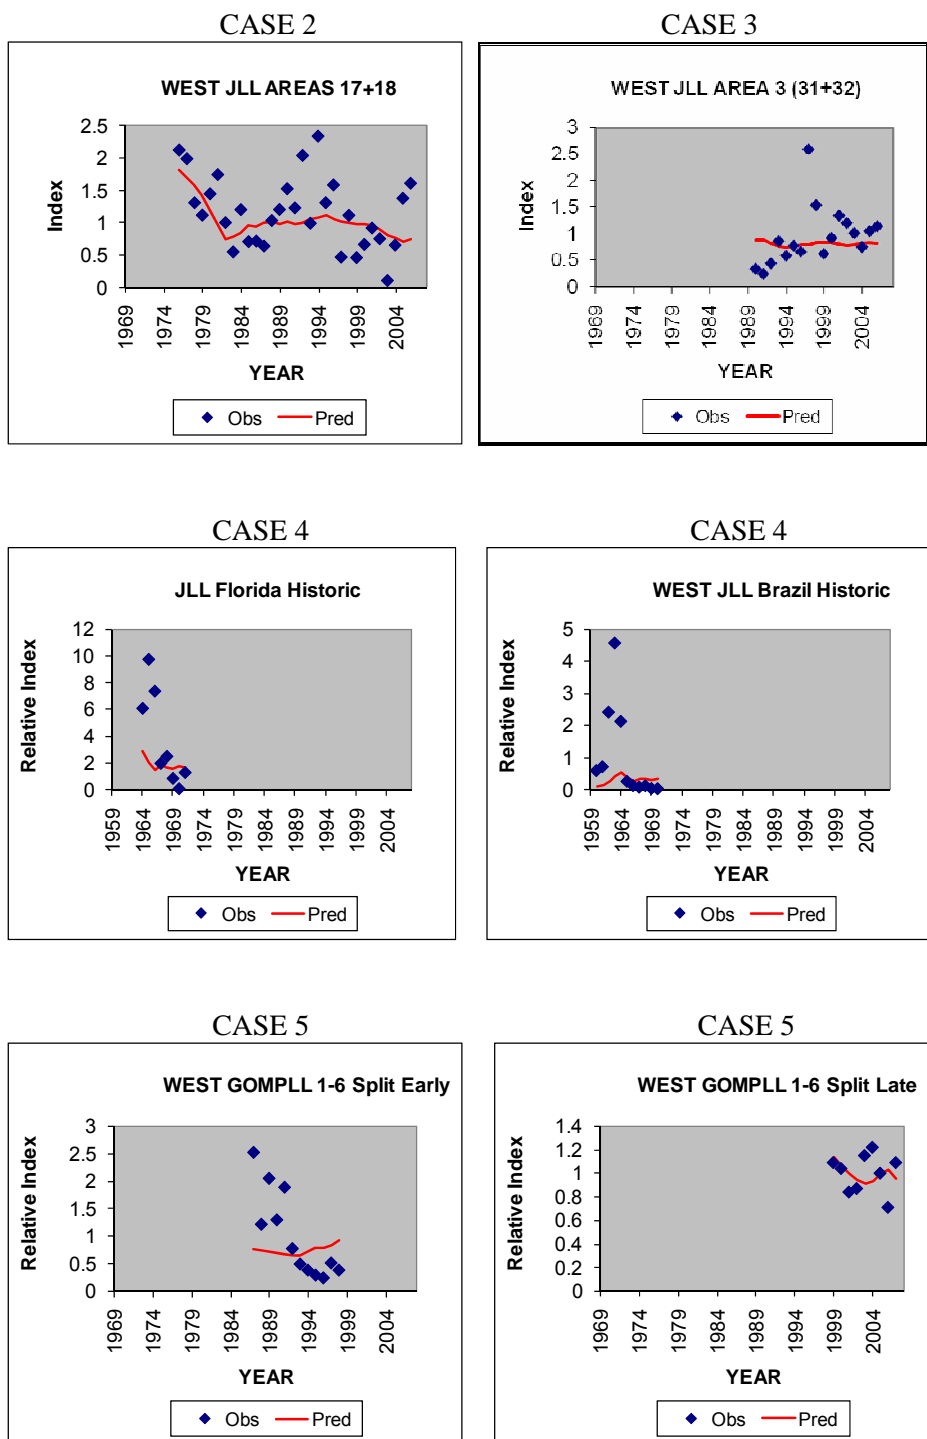 CASE 2
WEST JLL AREAS 17+18
Index
2.5
2
1.5
1
0.5
0
1969 1974 1979 1984 1989 1994 1999 2004
YEAR
Obs Pred
CASE 3
WEST JLL AREA 3 (31+32)
Index
3
2.5
2
1.5
1
0.5
0
1969 1974 1979 1984 1989 1994 1999 2004
YEAR
Obs Pred
CASE 4
JLL Florida Historic
Relative Index
12
10
8
6
4
2
0
1959 1964 1969 1974 1979 1984 1989 1994 1999 2004
YEAR
Obs Pred
CASE 4
WEST JLL Brazil Historic
Relative Index
5
4
3
2
1
0
1959 1964 1969 1974 1979 1984 1989 1994 1999 2004
YEAR
Obs Pred
CASE 5
WEST GOMPLL 1-6 Split Early
Relative Index
3
2.5
2
1.5
1
0.5
0
1969 1974 1979 1984 1989 1994 1999 2004
YEAR
Obs Pred
CASE 5
WEST GOMPLL 1-6 Split Late
Relative Index
1.4
1.2
1
0.8
0.6
0.4
0.2
0
1969 1974 1979 1984 1989 1994 1999 2004
YEAR
Obs Pred